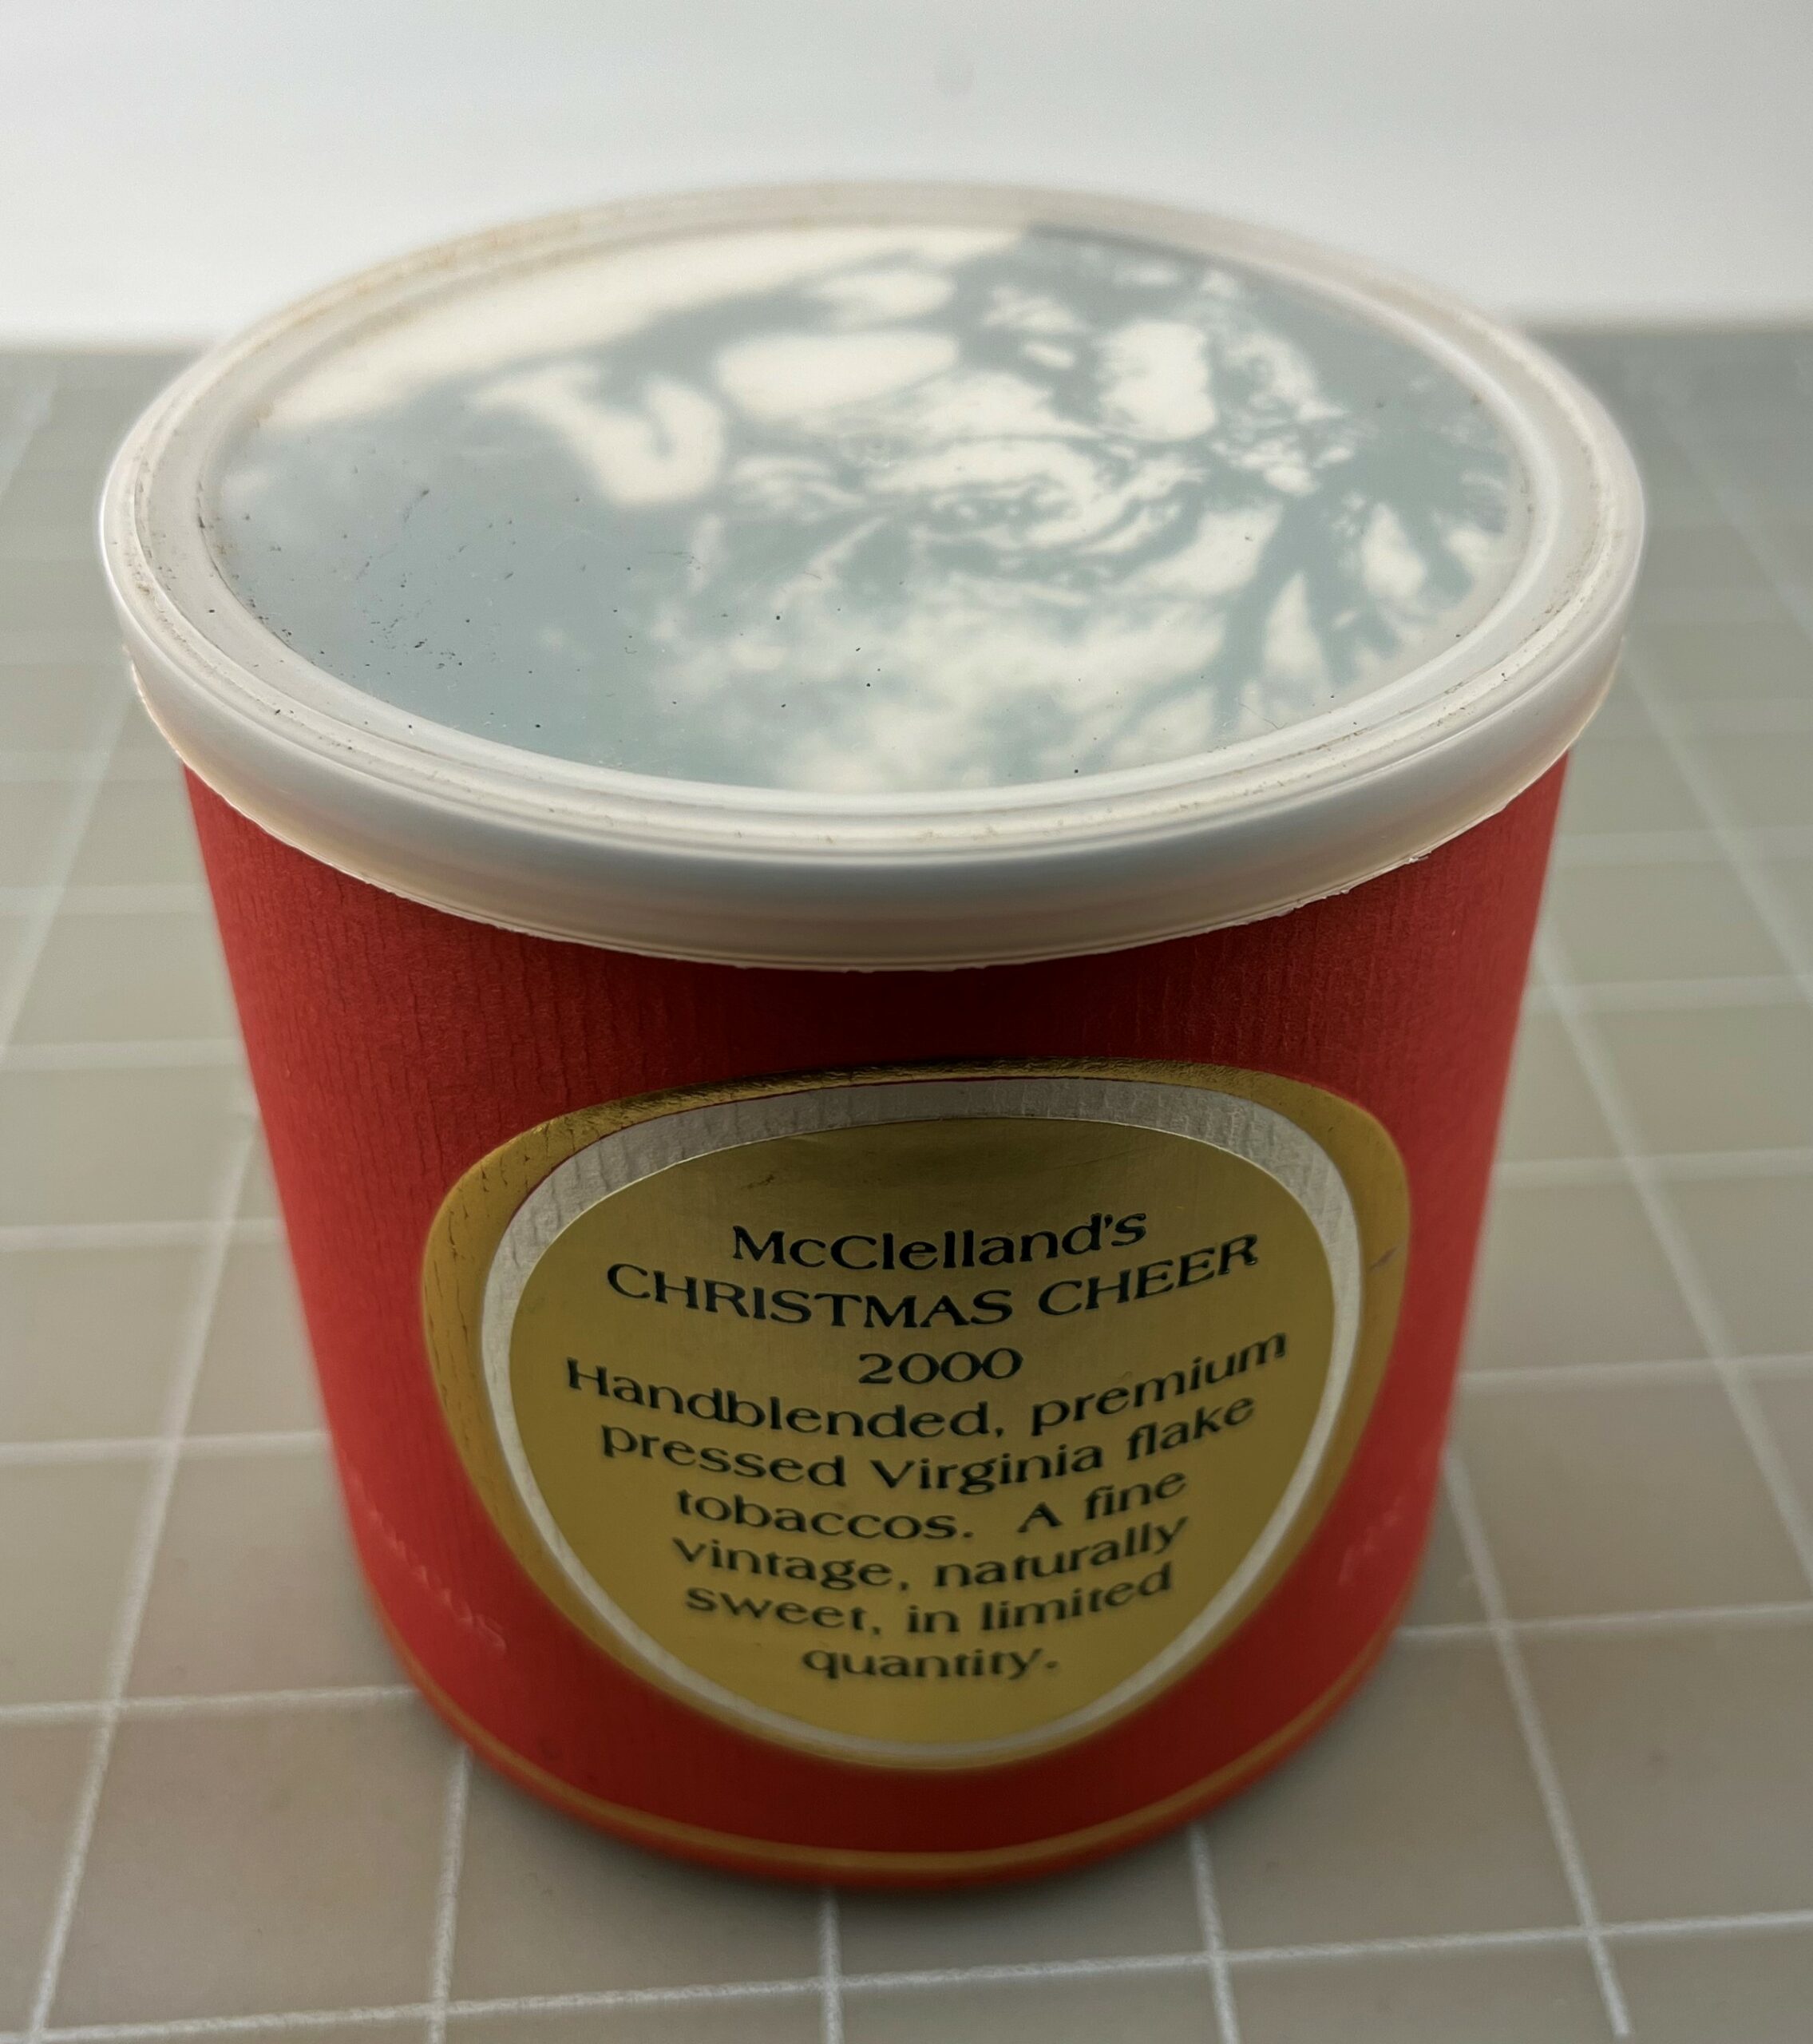 McClelland's
CHRISTMAS CHEER
2000
Handblended, premium
pressed Virginia flake
tobaccos. A fine
vintage, naturally
sweet, in limited
quantity.